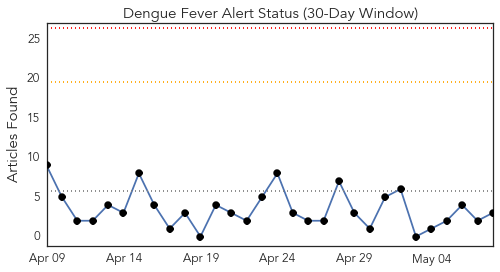 Dengue Fever Alert Status (30-Day Window)
Articles Found
25
20
15
10
5
0
Apr 09
Apr 14
Apr 19
Apr 24
Apr 29
May 04